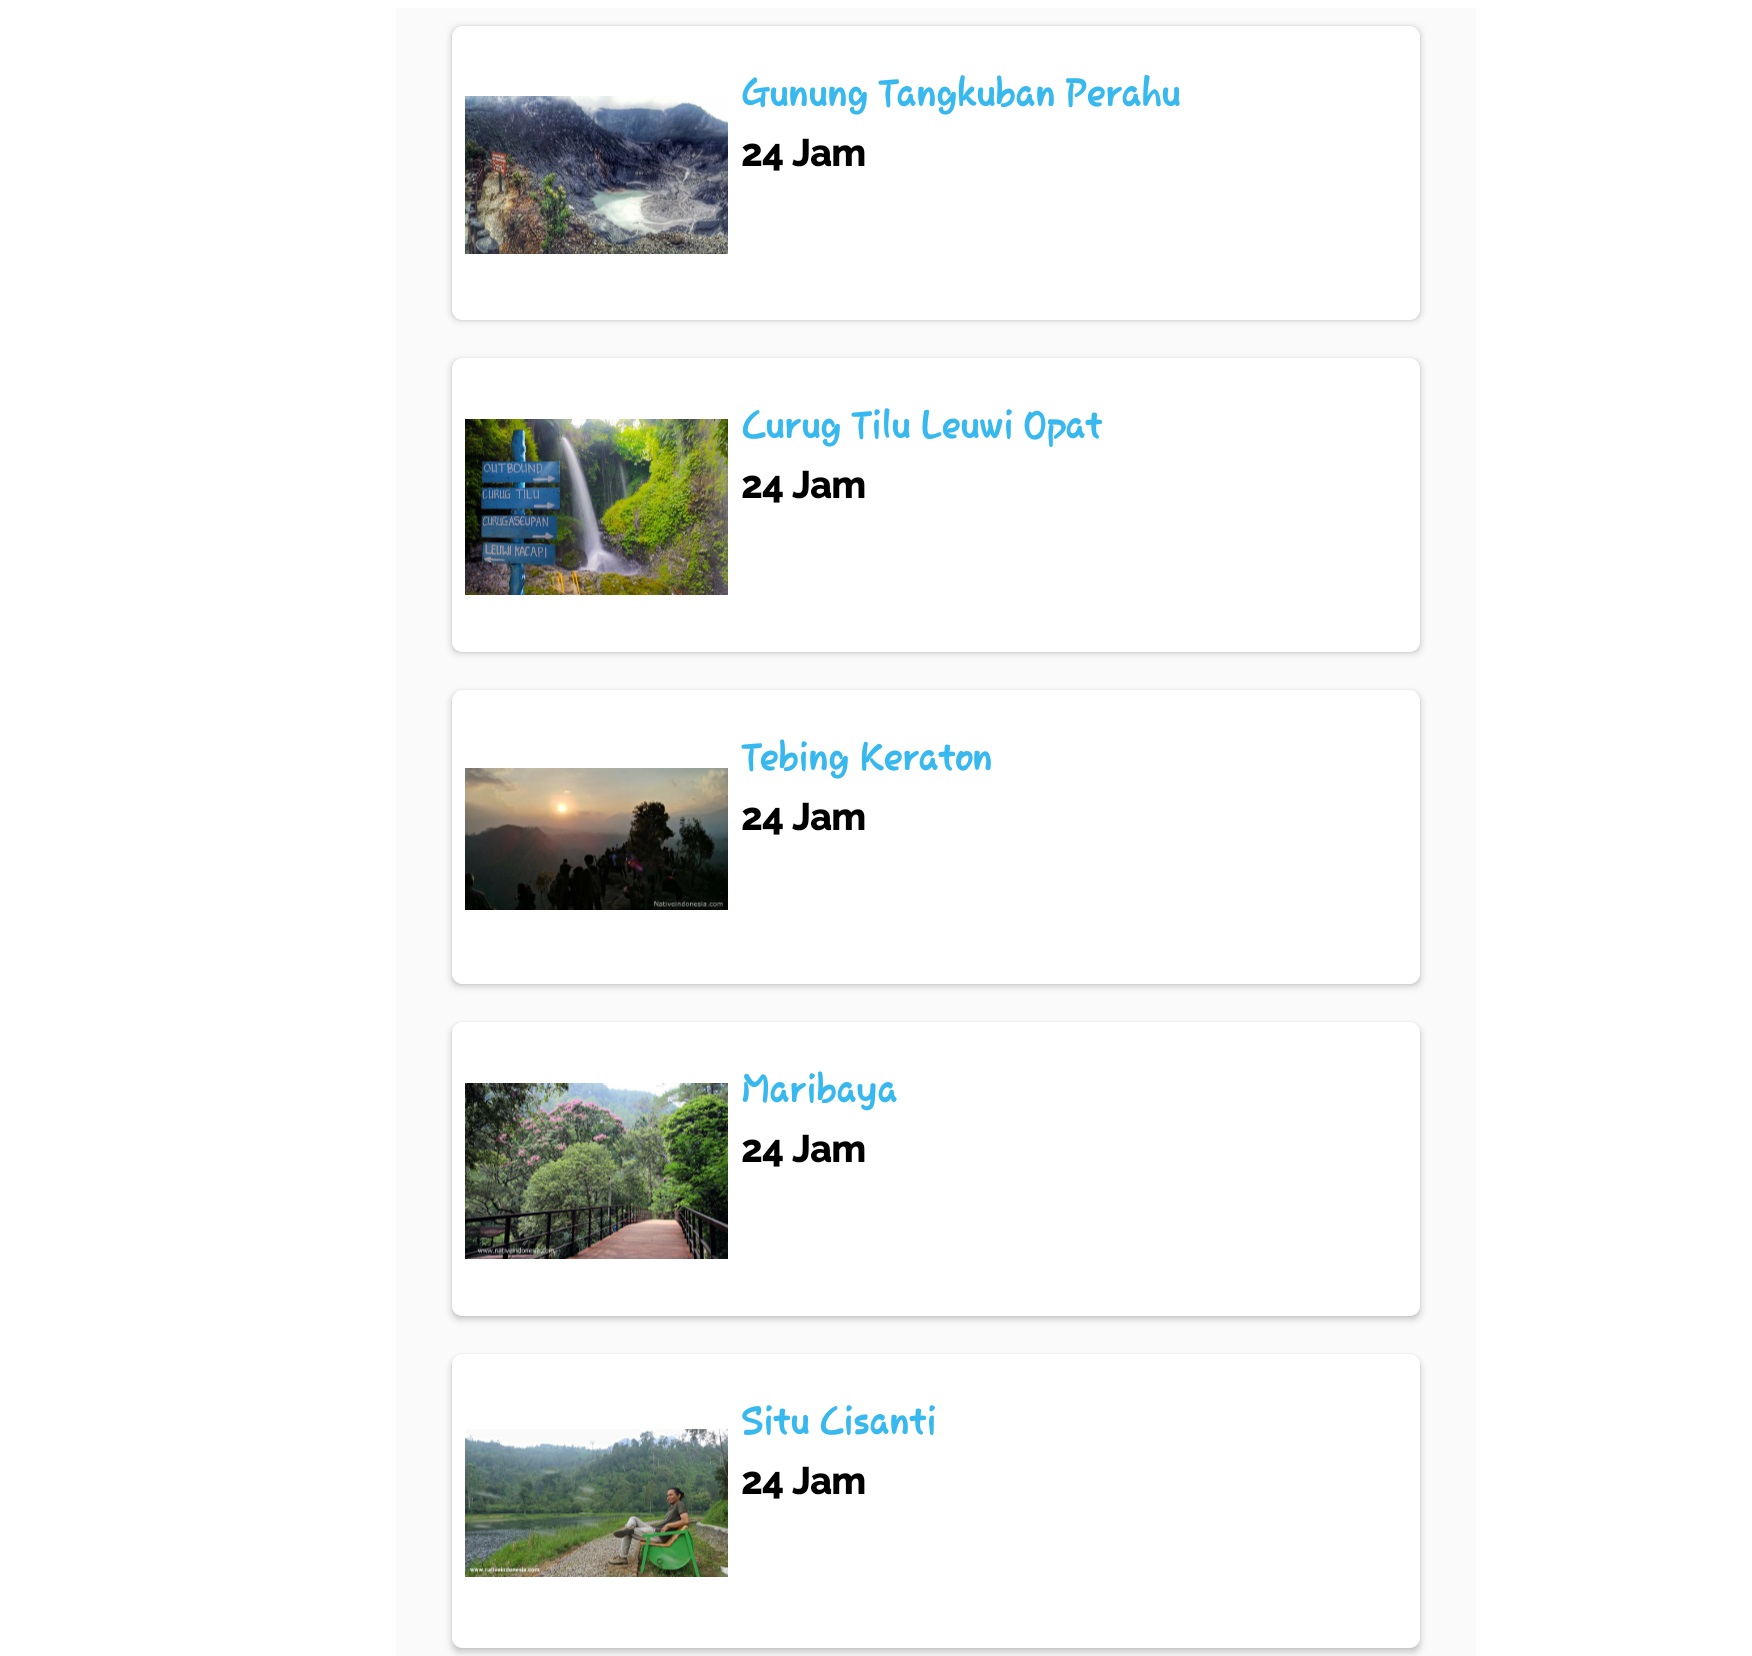 Gunung Tangkuban Perahu
24 Jam
Curug Tilu Leuwi Opat
24 Jam
OUTBOUND
CURUG TILU
CURUG ASEUPAN
LEUWI KACAPI
Tebing Keraton
24 Jam
Nativeindonesia.com
Maribaya
24 Jam
www.nativeindonesia.com
Situ Cisanti
24 Jam
www.nativeindonesia.com